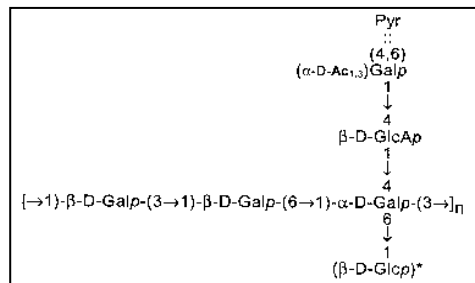 Pyr
::
(4,6)
(α-D-Ac1,3)Galp
1
↓
4
β-D-GlcAp
1
↓
4
[→1)-β-D-Galp-(3→1)-β-D-Galp-(6→1)-α-D-Galp-(3→]n
6
↓
1
(β-D-Glcp)*